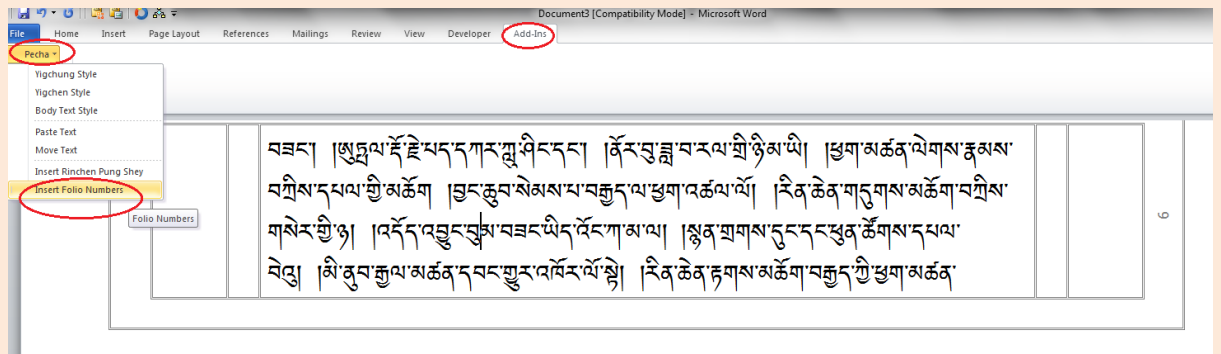 Document3 [Compatibility Mode] - Microsoft Word
File Home Insert Page Layout References Mailings Review View Developer Add-Ins
Pecha
Yigchung Style
Yigchen Style
Body Text Style
Paste Text
Move Text
Insert Rinchen Pung Shey
Insert Folio Numbers
Folio Numbers
བཟང༌། །ཨུཏྤལ་རྡོ་རྗེ་པད་དཀར་ཀླུ་ཤིང་དང༌། །ནོར་བུ་ཟླ་བ་རལ་གྲི་ཉི་མ་ཡི། །ཕྱག་མཚན་ལེགས་རྣམས་
བཀྲིས་དཔལ་གྱི་མཆོག །བྱང་ཆུབ་སེམས་པ་བརྒྱད་ལ་ཕྱག་འཚལ་ལོ། །རིན་ཆེན་གདུགས་མཆོག་བཀྲིས་
གསེར་གྱི་ཉ། །འདོད་འབྱུང་བུམ་བཟང་ཡིད་འོང་ཀ་མ་ལ། །སྙན་གྲགས་དུང་དང་ཕུན་ཚོགས་དཔལ་
བེའུ། །མི་ནུབ་རྒྱལ་མཚན་དབང་གྱུར་འཁོར་ལོ་སྟེ། །རིན་ཆེན་རྟགས་མཆོག་བརྒྱད་ཀྱི་ཕྱག་མཚན་